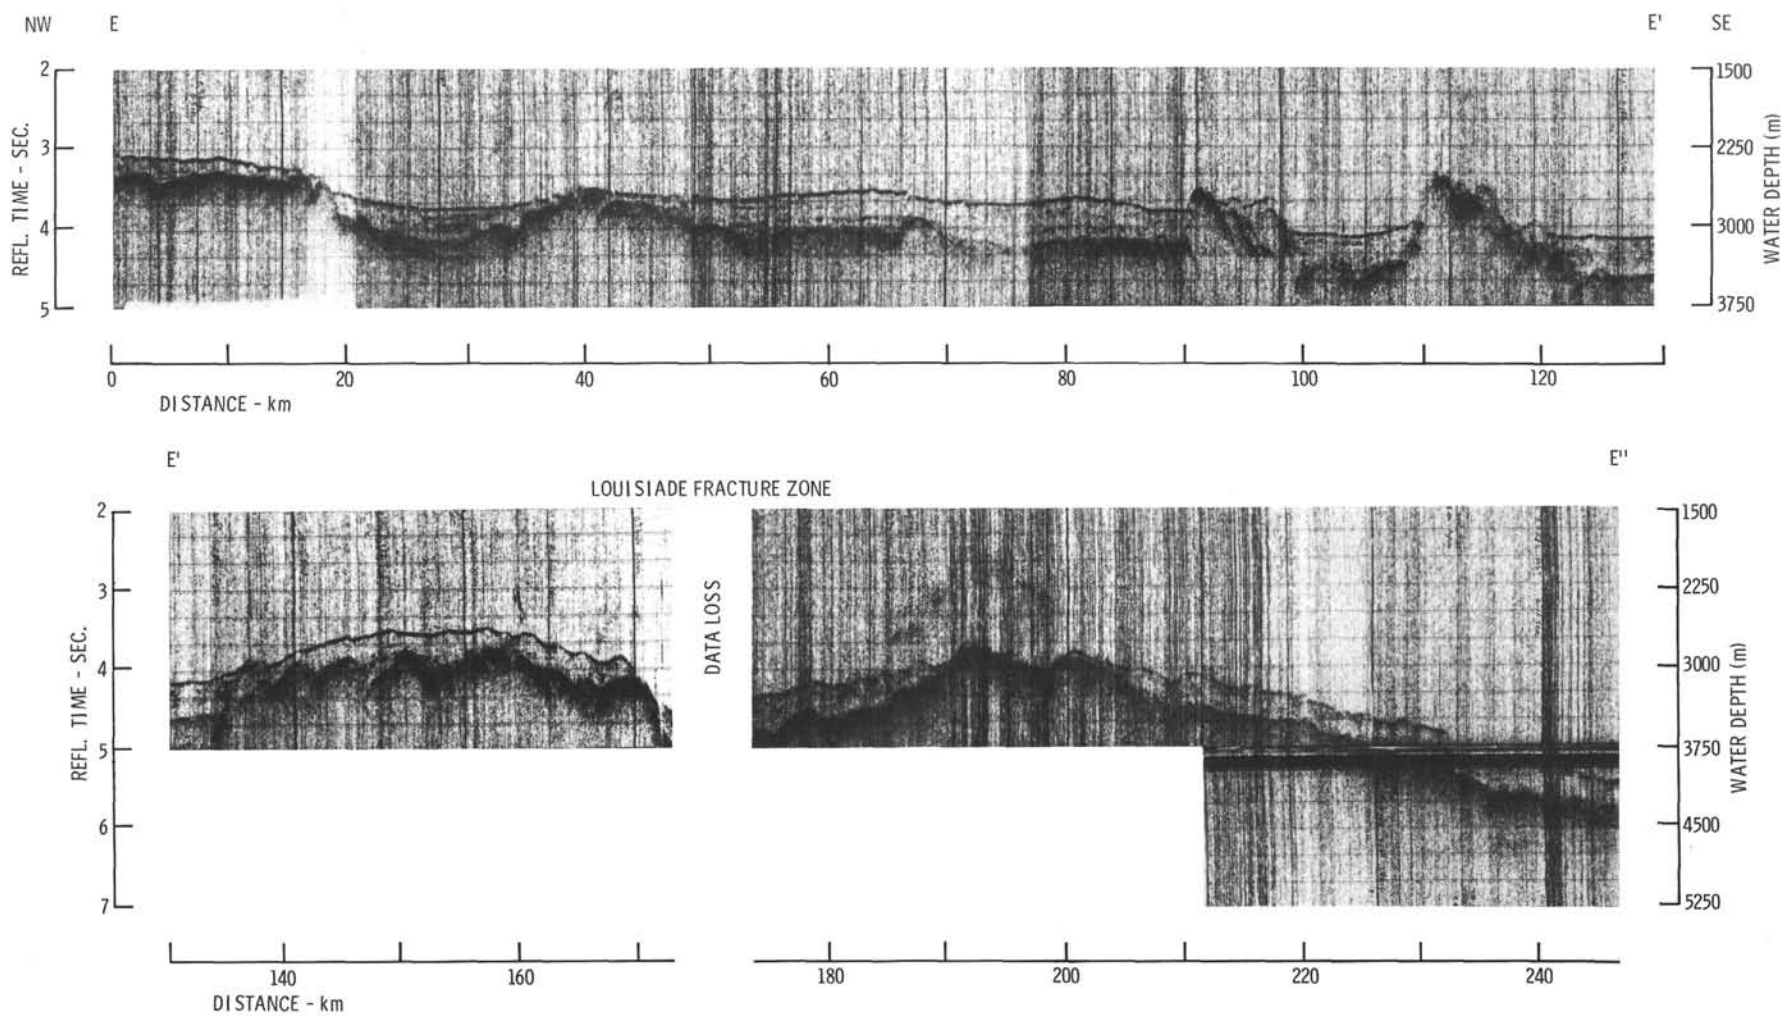 NW E E' SE
2
3
4
5
REFL. TIME - SEC.
1500
2250
3000
3750
WATER DEPTH (m)
0 20 40 60 80 100 120
DISTANCE - km
E' E''
LOUISIADE FRACTURE ZONE
2
3
4
5
6
7
REFL. TIME - SEC.
DATA LOSS
1500
2250
3000
3750
4500
5250
WATER DEPTH (m)
140 160 180 200 220 240
DISTANCE - km